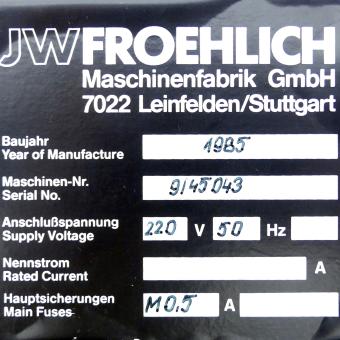 JWFROEHLICH
Maschinenfabrik GmbH
7022 Leinfelden/Stuttgart
Baujahr 1985
Year of Manufacture
Maschinen-Nr. 9145043
Serial No.
Anschlußspannung 220 V 50 Hz
Supply Voltage
Nennstrom A
Rated Current
Hauptsicherungen M0,5 A
Main Fuses